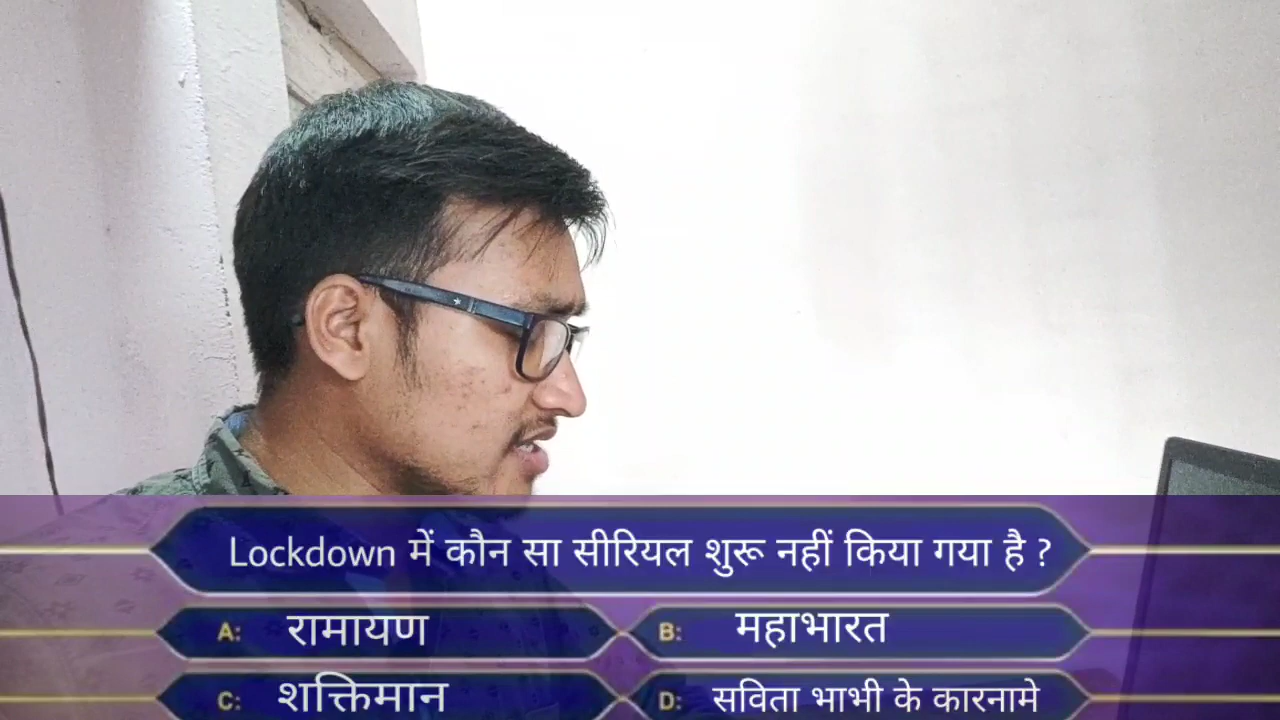 Lockdown में कौन सा सीरियल शुरू नहीं किया गया है ?
A: रामायण
B: महाभारत
C: शक्तिमान
D: सविता भाभी के कारनामे